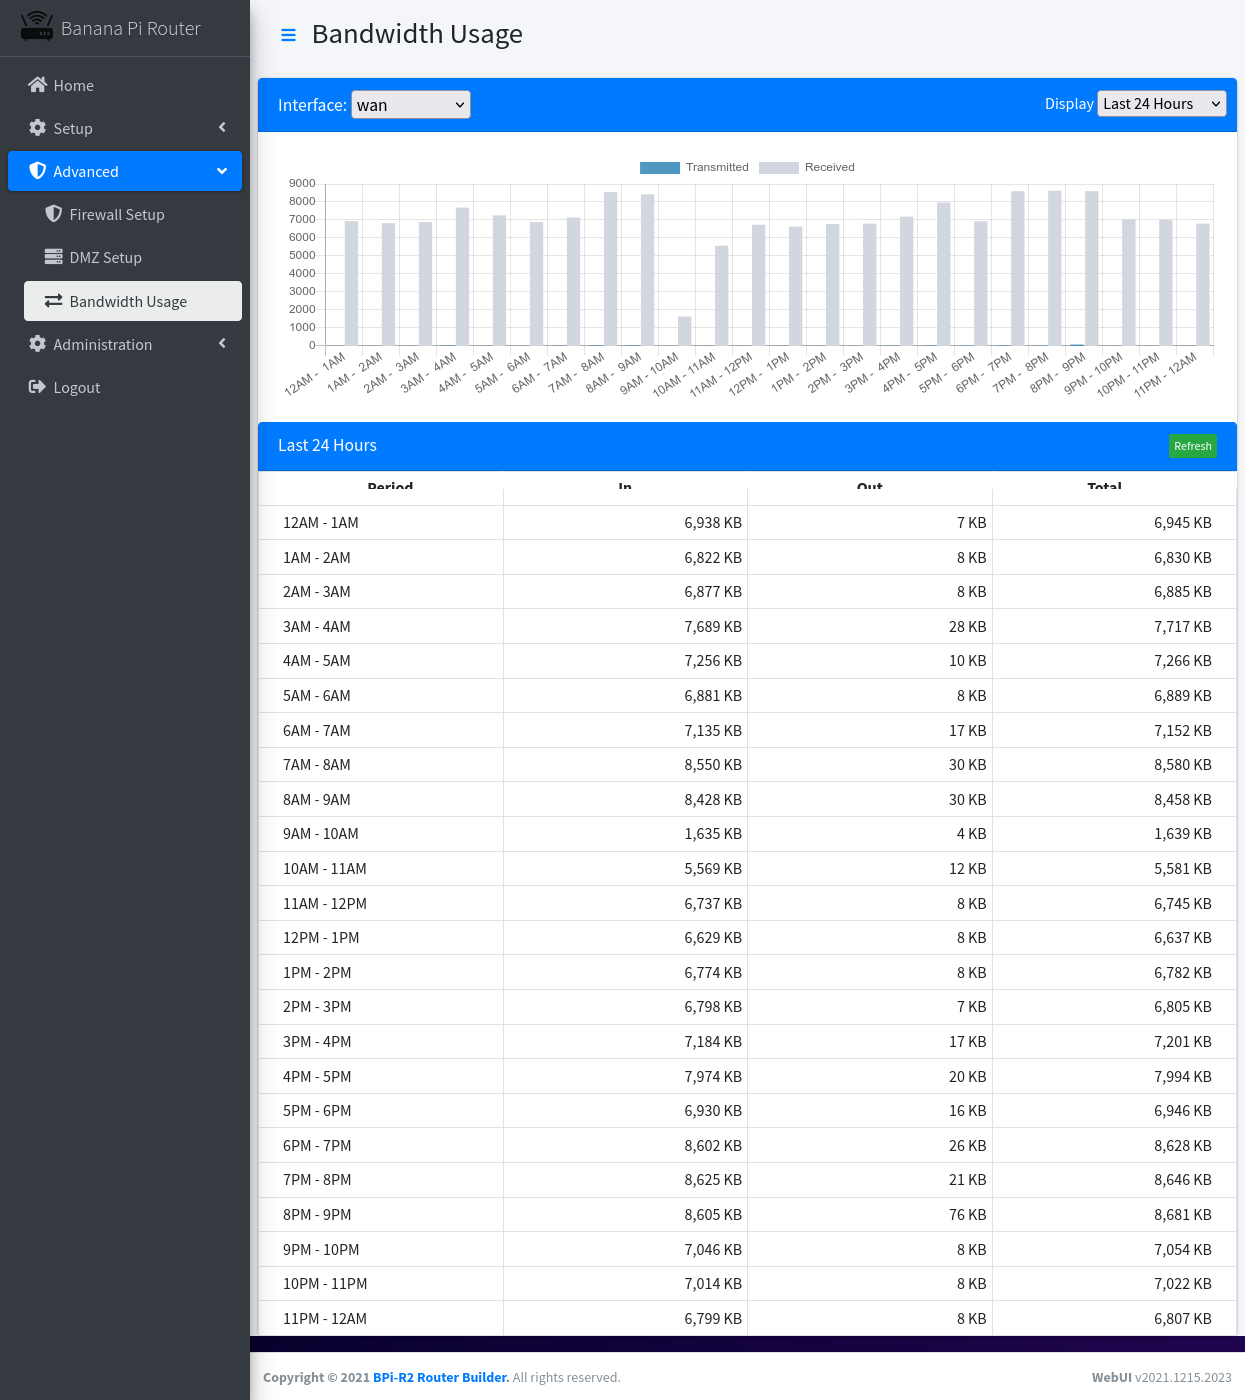 Banana Pi Router
Home
Setup
Advanced
Firewall Setup
DMZ Setup
Bandwidth Usage
Administration
Logout
Bandwidth Usage
Interface: wan Display Last 24 Hours
Transmitted Received
9000
8000
7000
6000
5000
4000
3000
2000
1000
0
12AM - 1AM
1AM - 2AM
2AM - 3AM
3AM - 4AM
4AM - 5AM
5AM - 6AM
6AM - 7AM
7AM - 8AM
8AM - 9AM
9AM - 10AM
10AM - 11AM
11AM - 12PM
12PM - 1PM
1PM - 2PM
2PM - 3PM
3PM - 4PM
4PM - 5PM
5PM - 6PM
6PM - 7PM
7PM - 8PM
8PM - 9PM
9PM - 10PM
10PM - 11PM
11PM - 12AM
Last 24 Hours Refresh
Period In Out Total
12AM - 1AM 6,938 KB 7 KB 6,945 KB
1AM - 2AM 6,822 KB 8 KB 6,830 KB
2AM - 3AM 6,877 KB 8 KB 6,885 KB
3AM - 4AM 7,689 KB 28 KB 7,717 KB
4AM - 5AM 7,256 KB 10 KB 7,266 KB
5AM - 6AM 6,881 KB 8 KB 6,889 KB
6AM - 7AM 7,135 KB 17 KB 7,152 KB
7AM - 8AM 8,550 KB 30 KB 8,580 KB
8AM - 9AM 8,428 KB 30 KB 8,458 KB
9AM - 10AM 1,635 KB 4 KB 1,639 KB
10AM - 11AM 5,569 KB 12 KB 5,581 KB
11AM - 12PM 6,737 KB 8 KB 6,745 KB
12PM - 1PM 6,629 KB 8 KB 6,637 KB
1PM - 2PM 6,774 KB 8 KB 6,782 KB
2PM - 3PM 6,798 KB 7 KB 6,805 KB
3PM - 4PM 7,184 KB 17 KB 7,201 KB
4PM - 5PM 7,974 KB 20 KB 7,994 KB
5PM - 6PM 6,930 KB 16 KB 6,946 KB
6PM - 7PM 8,602 KB 26 KB 8,628 KB
7PM - 8PM 8,625 KB 21 KB 8,646 KB
8PM - 9PM 8,605 KB 76 KB 8,681 KB
9PM - 10PM 7,046 KB 8 KB 7,054 KB
10PM - 11PM 7,014 KB 8 KB 7,022 KB
11PM - 12AM 6,799 KB 8 KB 6,807 KB
Copyright © 2021 BPi-R2 Router Builder. All rights reserved. WebUI v2021.1215.2023